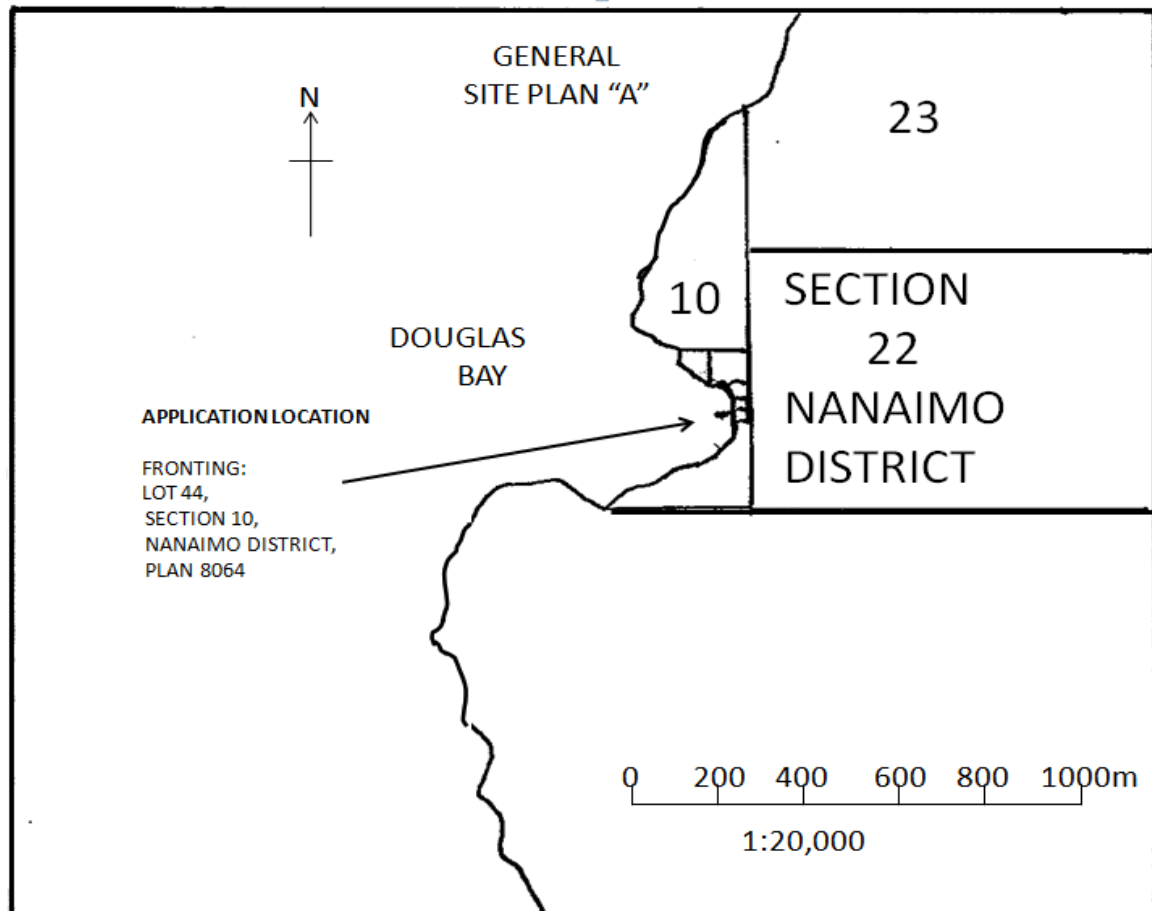 GENERAL
SITE PLAN “A”
N
23
10
SECTION
22
NANAIMO
DISTRICT
DOUGLAS
BAY
APPLICATION LOCATION
FRONTING:
LOT 44,
SECTION 10,
NANAIMO DISTRICT,
PLAN 8064
0 200 400 600 800 1000m
1:20,000